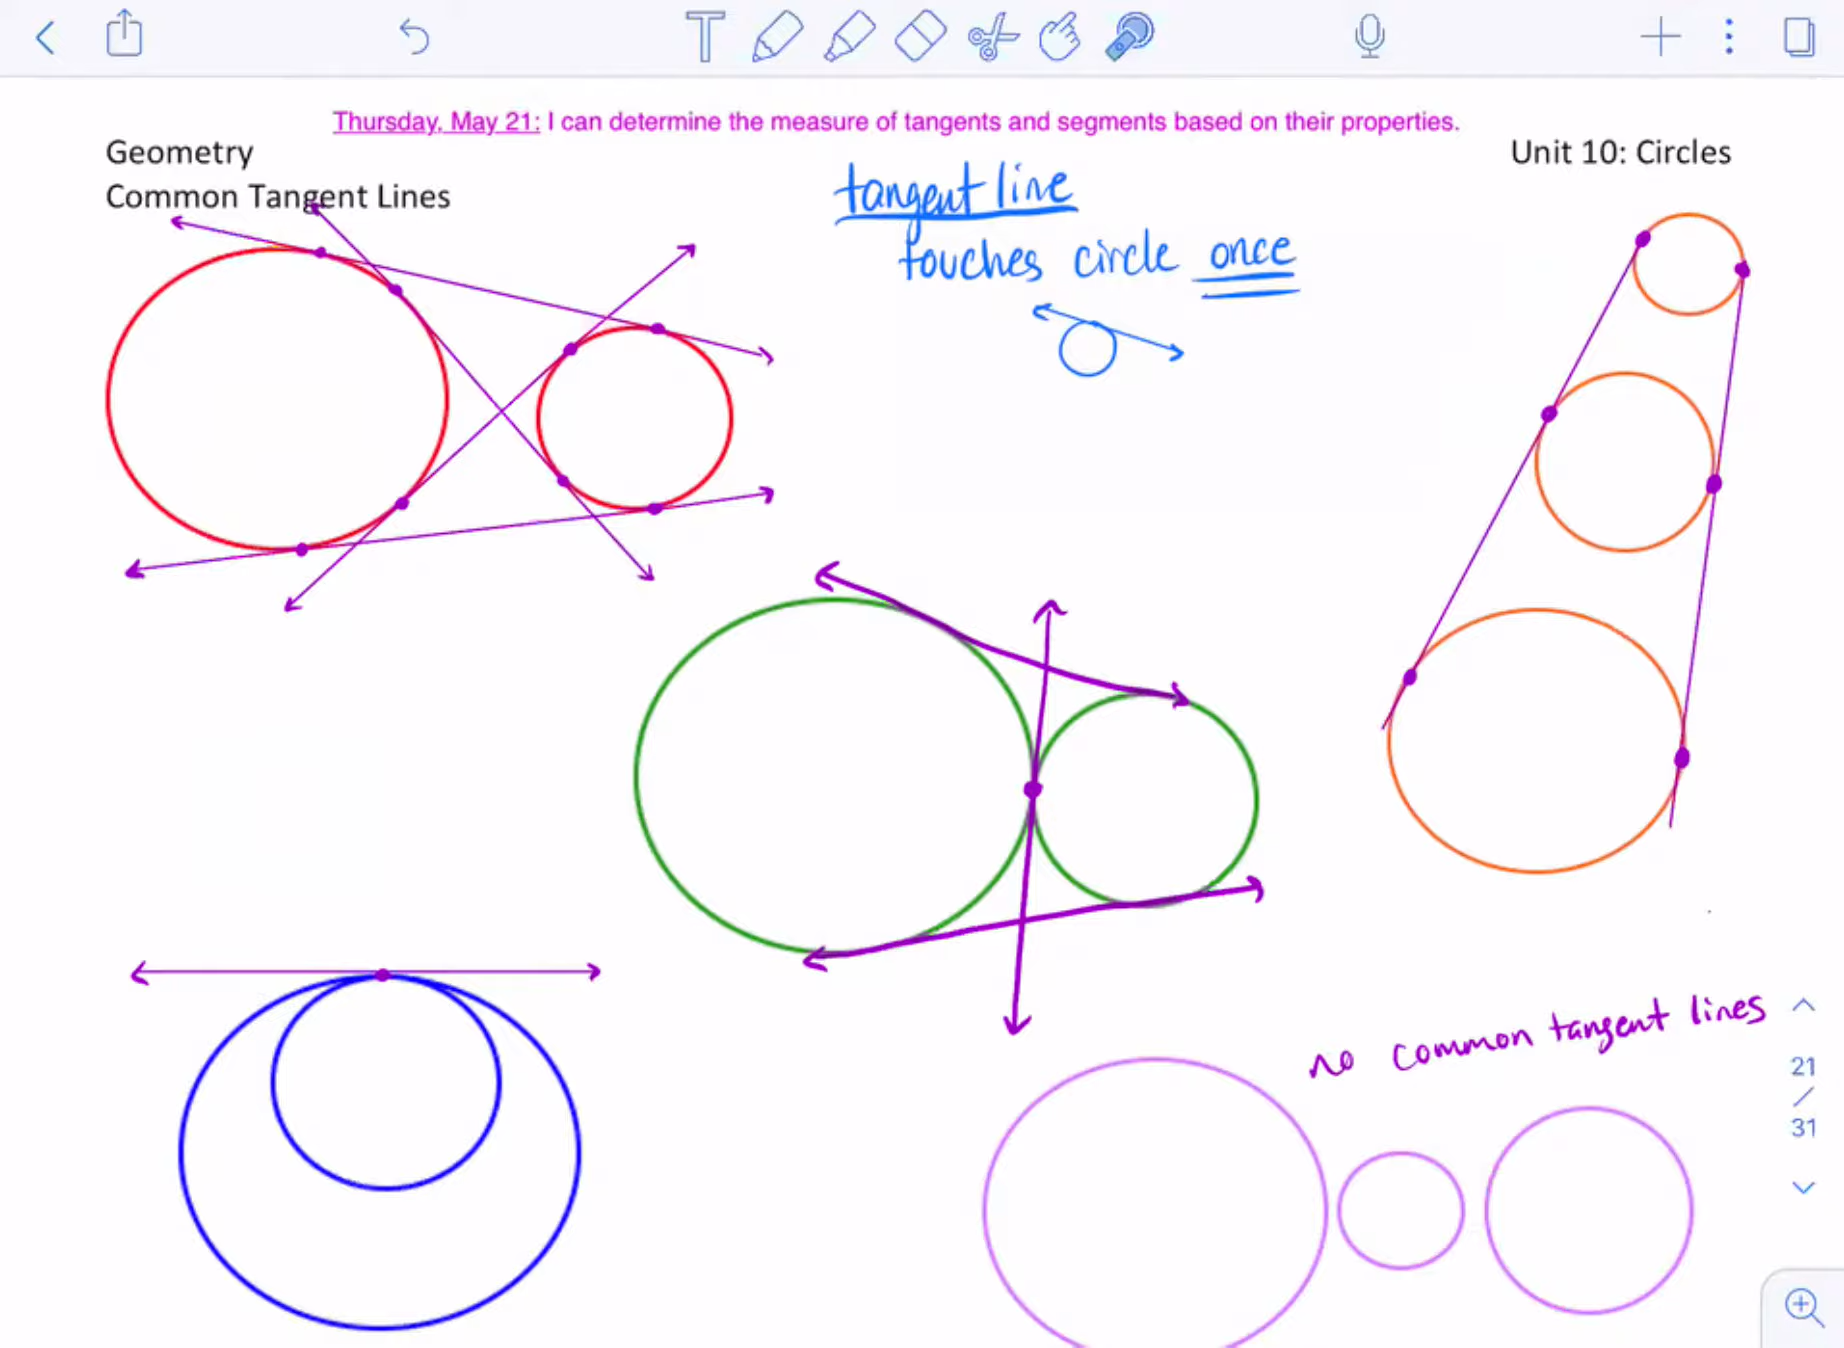 Thursday, May 21: I can determine the measure of tangents and segments based on their properties.
Geometry
Unit 10: Circles
Common Tangent Lines
tangent line
touches circle once
no common tangent lines
21
/
31
T